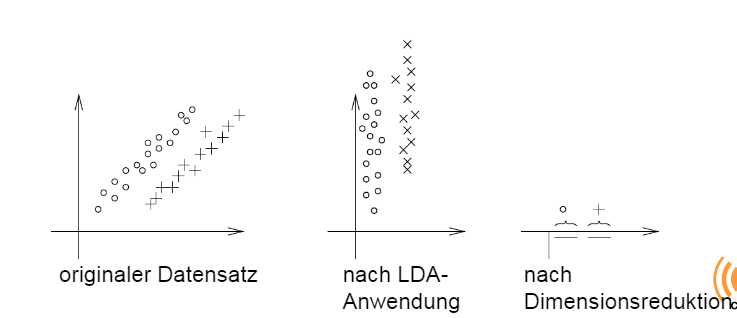 originaler Datensatz
nach LDA-
Anwendung
nach
Dimensionsreduktion